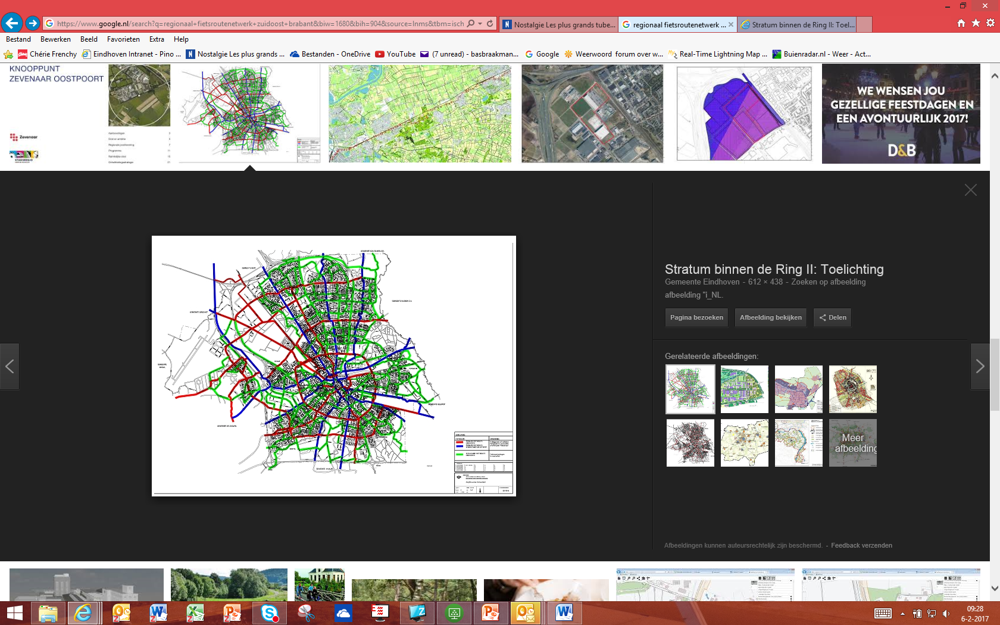 https://www.google.nl/search?q=regionaal+fietsroutenetwerk+zuidoost+brabant&biw=1680&bih=904&source=lnms&tbm=isch
Nostalgie Les plus grands tube...
regionaal fietsroutenetwerk ...
Stratum binnen de Ring II: Toel...
Bestand Bewerken Beeld Favorieten Extra Help
Chérie Frenchy
Eindhoven Intranet - Pino ...
Nostalgie Les plus grands ...
Bestanden - OneDrive
YouTube
(7 unread) - basbraakman...
Google
Weerwoord forum over w...
Real-Time Lightning Map ...
Buienradar.nl - Weer - Act...
KNOOPPUNT
ZEVENAAR OOSTPOORT
Zevenaar
WE WENSEN JOU
GEZELLIGE FEESTDAGEN EN
EEN AVONTUURLIJK 2017!
D&B
Stratum binnen de Ring II: Toelichting
Gemeente Eindhoven - 612 × 438 - Zoeken op afbeelding
afbeelding "i_NL.
Pagina bezoeken
Afbeelding bekijken
Delen
Gerelateerde afbeeldingen:
Meer
afbeelding
Afbeeldingen kunnen auteursrechtelijk zijn beschermd. - Feedback verzenden
09:28
6-2-2017